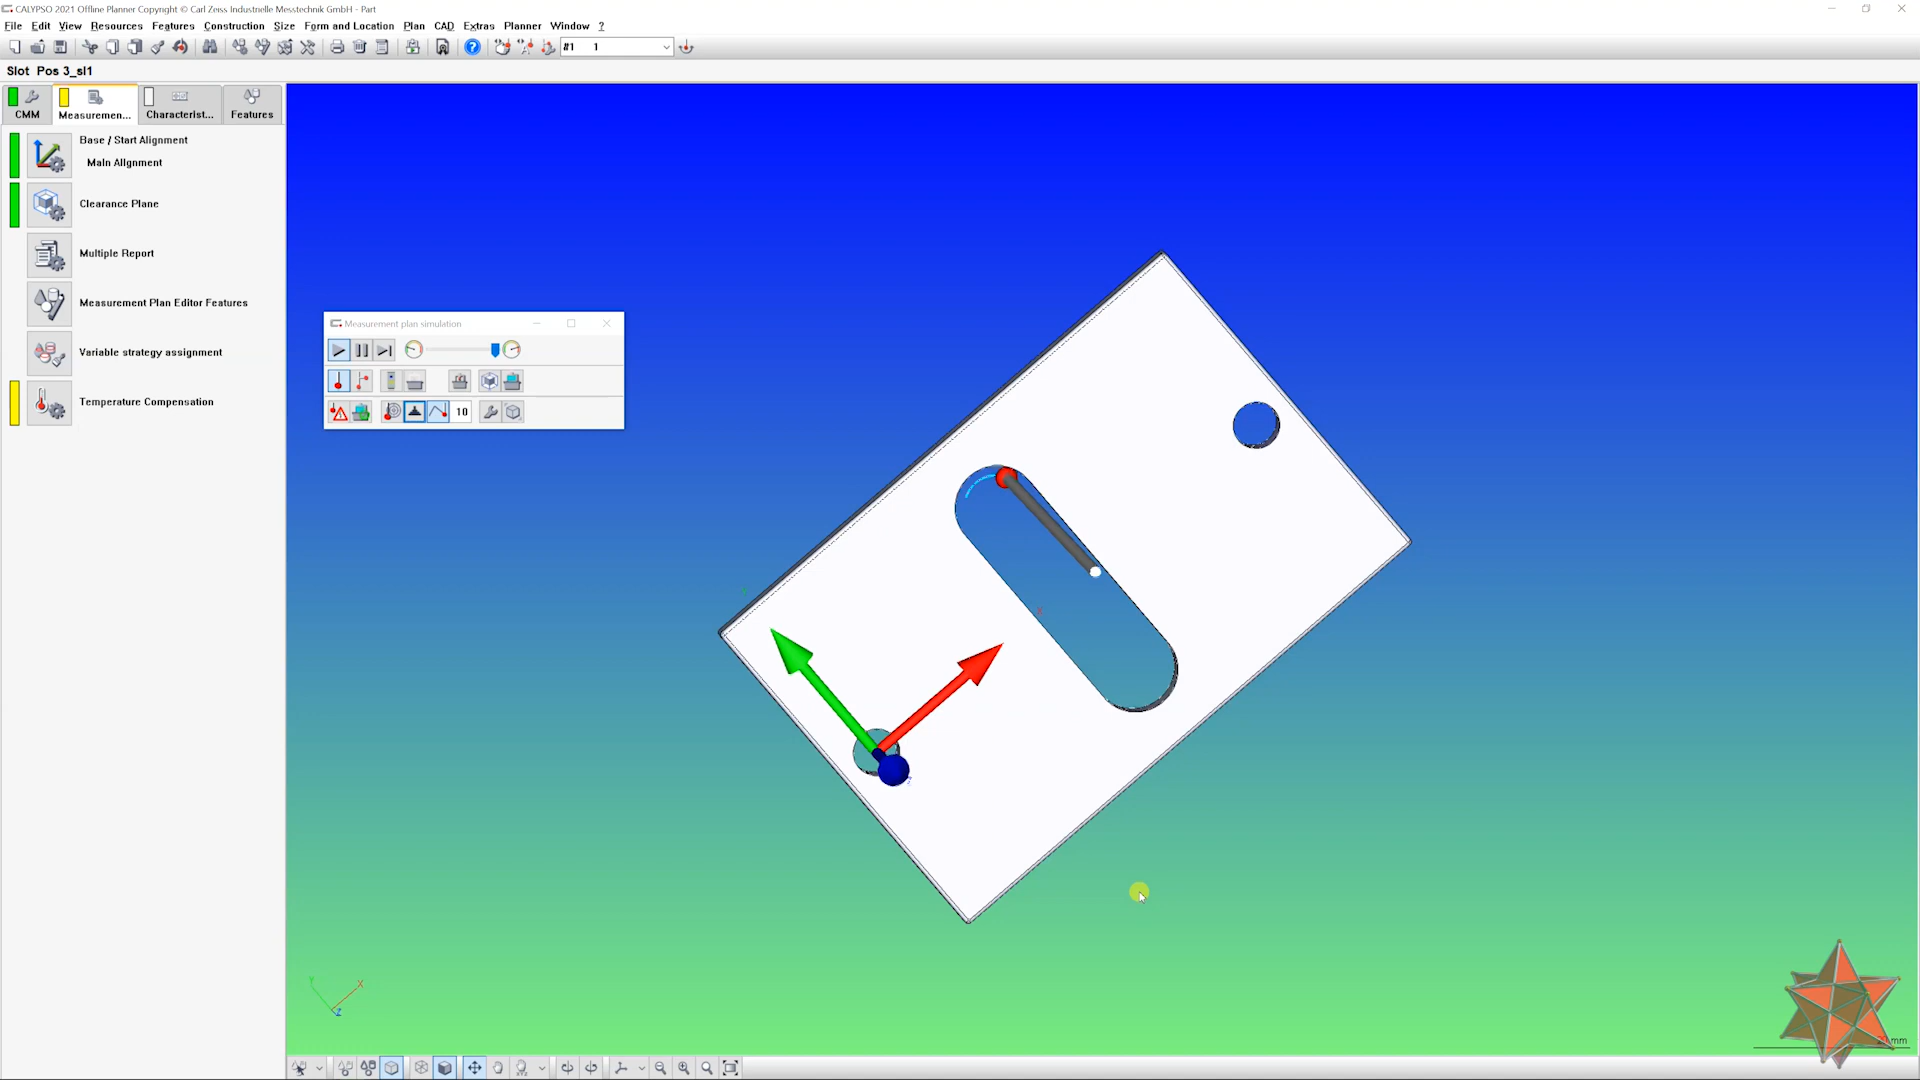 CALYPSO 2021 Offline Planner Copyright © Carl Zeiss Industrielle Messtechnik GmbH - Part
File Edit View Resources Features Construction Size Form and Location Plan CAD Extras Planner Window ?
#1 1
Slot Pos 3_sl1
CMM Measuremen... Characterist... Features
Base / Start Alignment
Main Alignment
Clearance Plane
Multiple Report
Measurement Plan Editor Features
Variable strategy assignment
Temperature Compensation
Measurement plan simulation
10
Y X
Z
mm